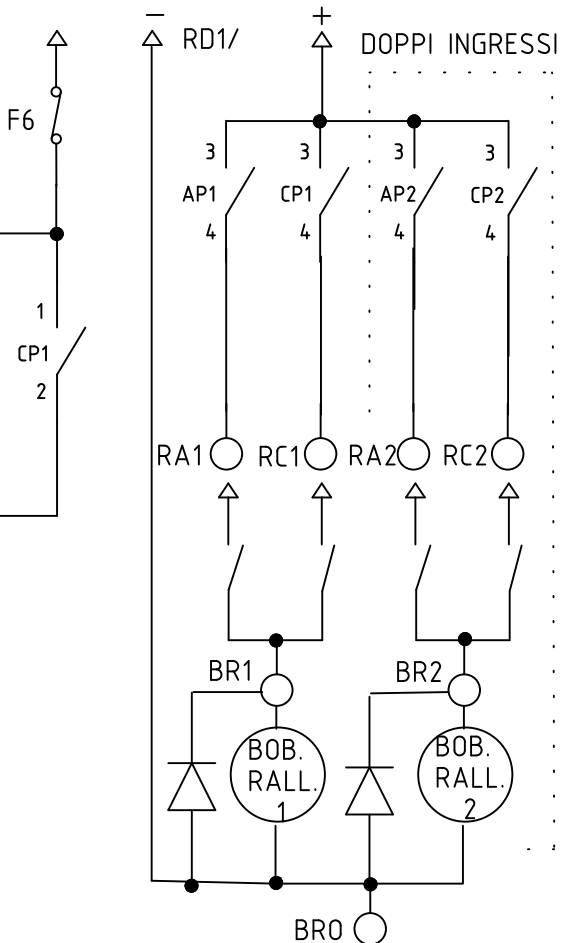 − RD1/ +
DOPPI INGRESSI
F6
3 3 3 3
AP1 CP1 AP2 CP2
4 4 4 4
1
CP1
2
RA1 RC1 RA2 RC2
BR1 BR2
BOB. BOB.
RALL. RALL.
1 2
BR0